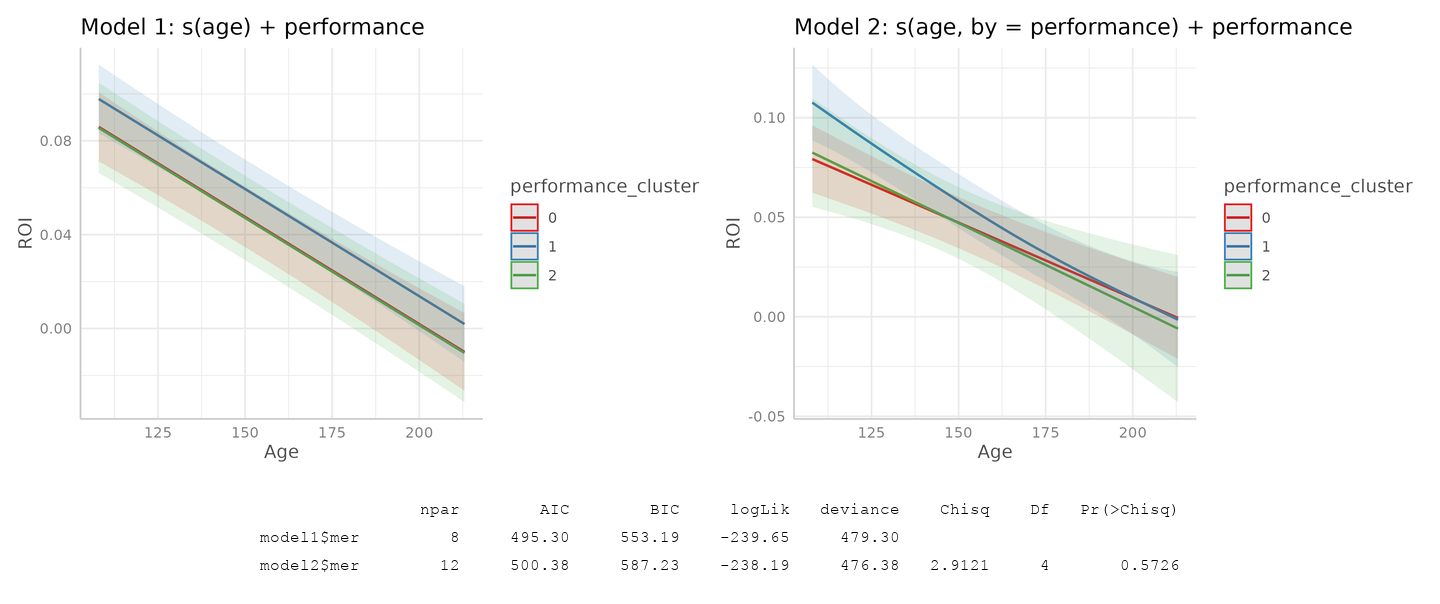 Model 1: s(age) + performance
ROI
0.08
0.04
0.00
125 150 175 200
Age
performance_cluster
0
1
2
Model 2: s(age, by = performance) + performance
ROI
0.10
0.05
0.00
-0.05
125 150 175 200
Age
performance_cluster
0
1
2
npar AIC BIC logLik deviance Chisq Df Pr(>Chisq)
model1$mer 8 495.30 553.19 -239.65 479.30
model2$mer 12 500.38 587.23 -238.19 476.38 2.9121 4 0.5726